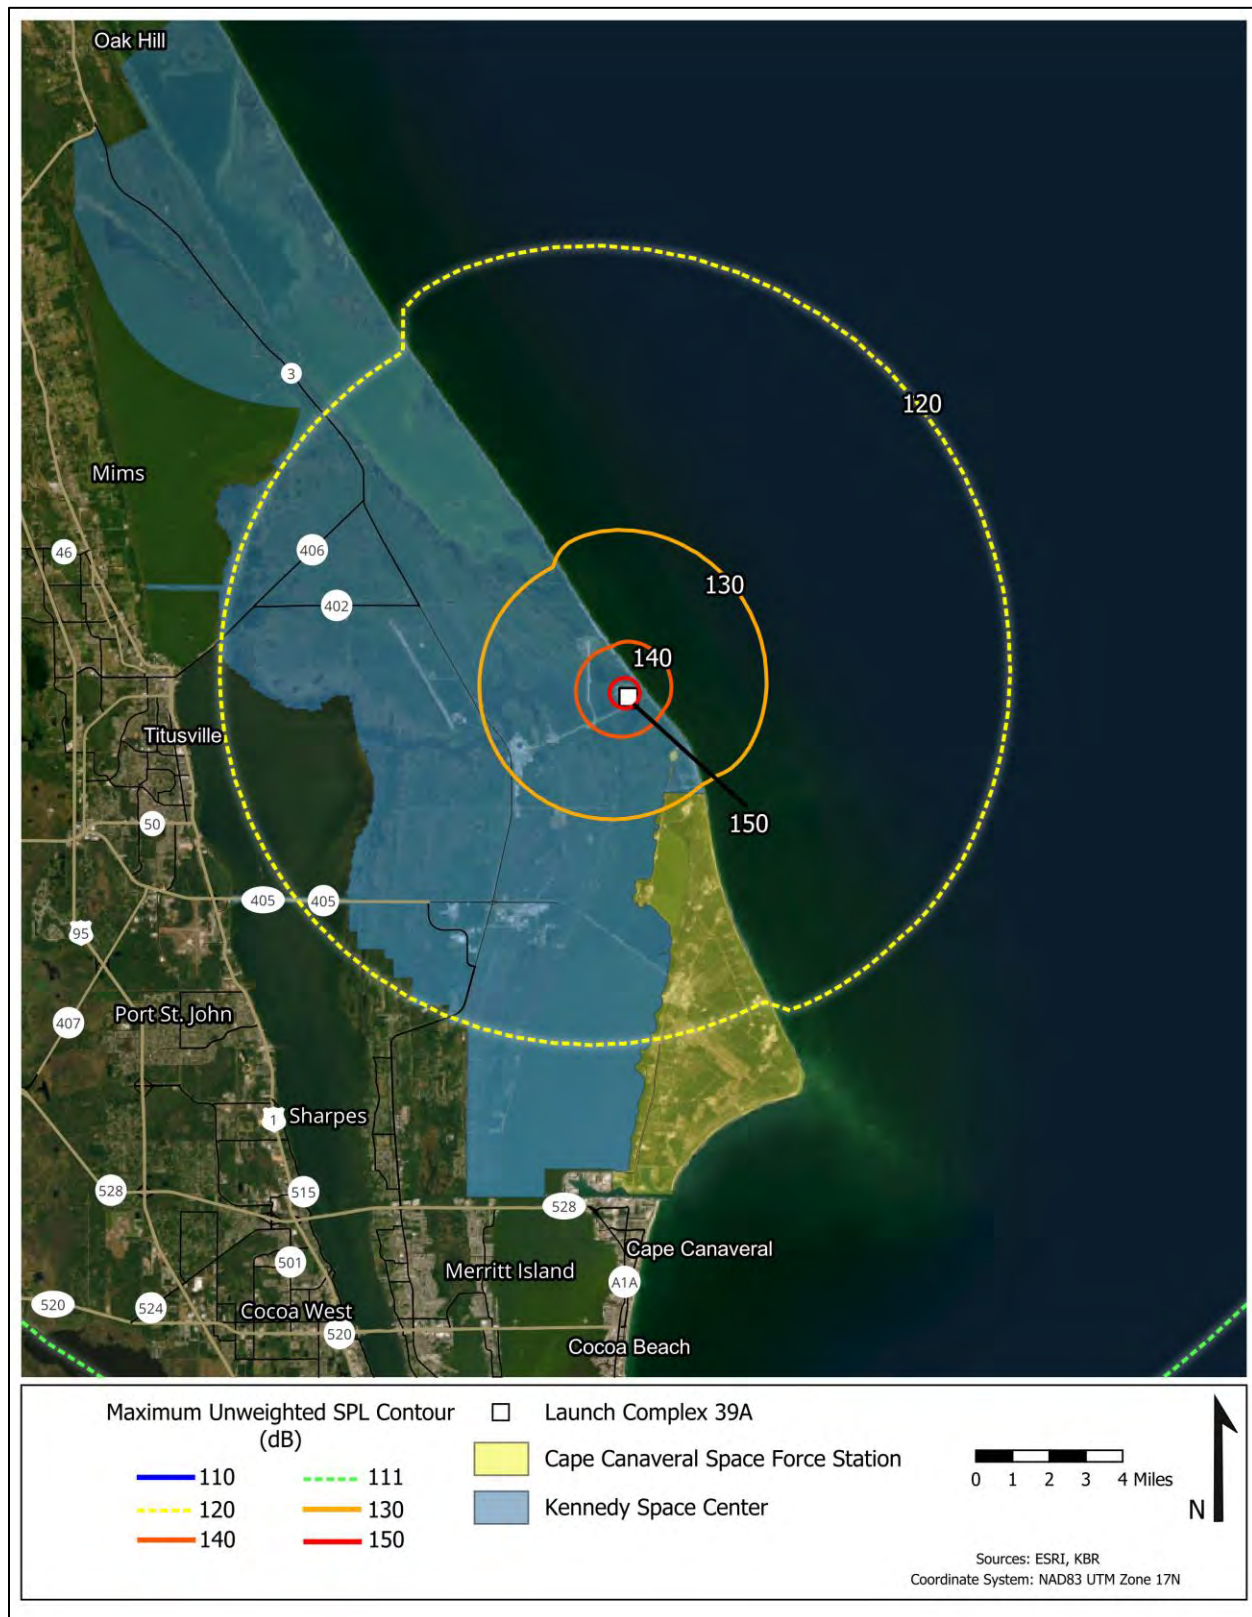 Oak Hill
3
120
Mims
46
406
130
402
140
Titusville
150
50
405
405
95
Port St. John
407
1
Sharpes
528
515
528
Cape Canaveral
501
Merritt Island
A1A
520
524
Cocoa West
520
Cocoa Beach
Maximum Unweighted SPL Contour
(dB)
110
111
120
130
140
150
Launch Complex 39A
Cape Canaveral Space Force Station
Kennedy Space Center
0 1 2 3 4 Miles
N
Sources: ESRI, KBR
Coordinate System: NAD83 UTM Zone 17N